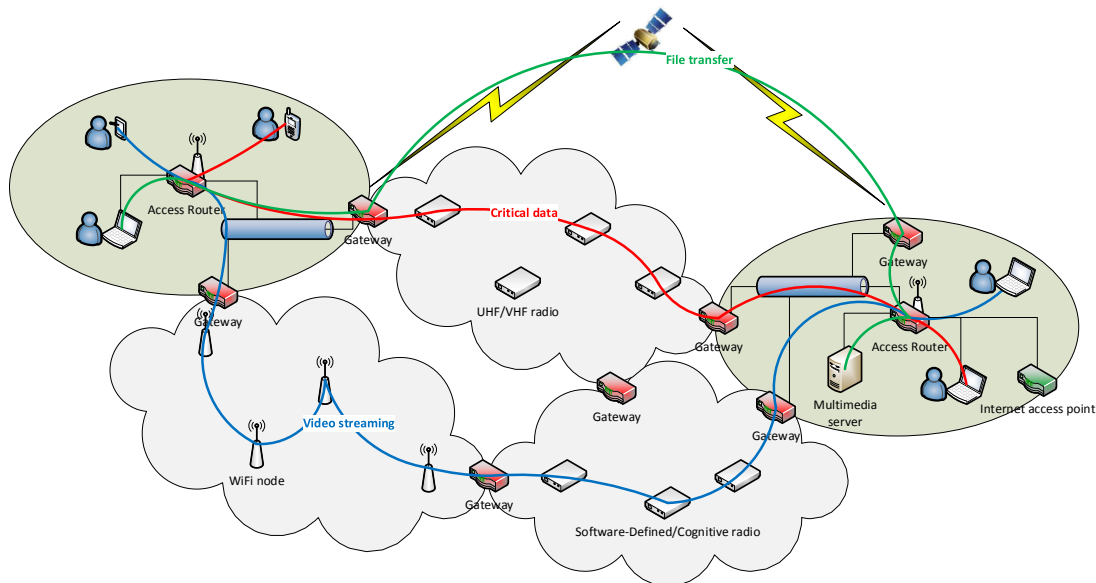 File transfer
Access Router
Critical data
Gateway
Gateway
UHF/VHF radio
Gateway
Gateway
Access Router
Gateway
Multimedia
server
Internet access point
Video streaming
Gateway
WiFi node
Gateway
Software-Defined/Cognitive radio